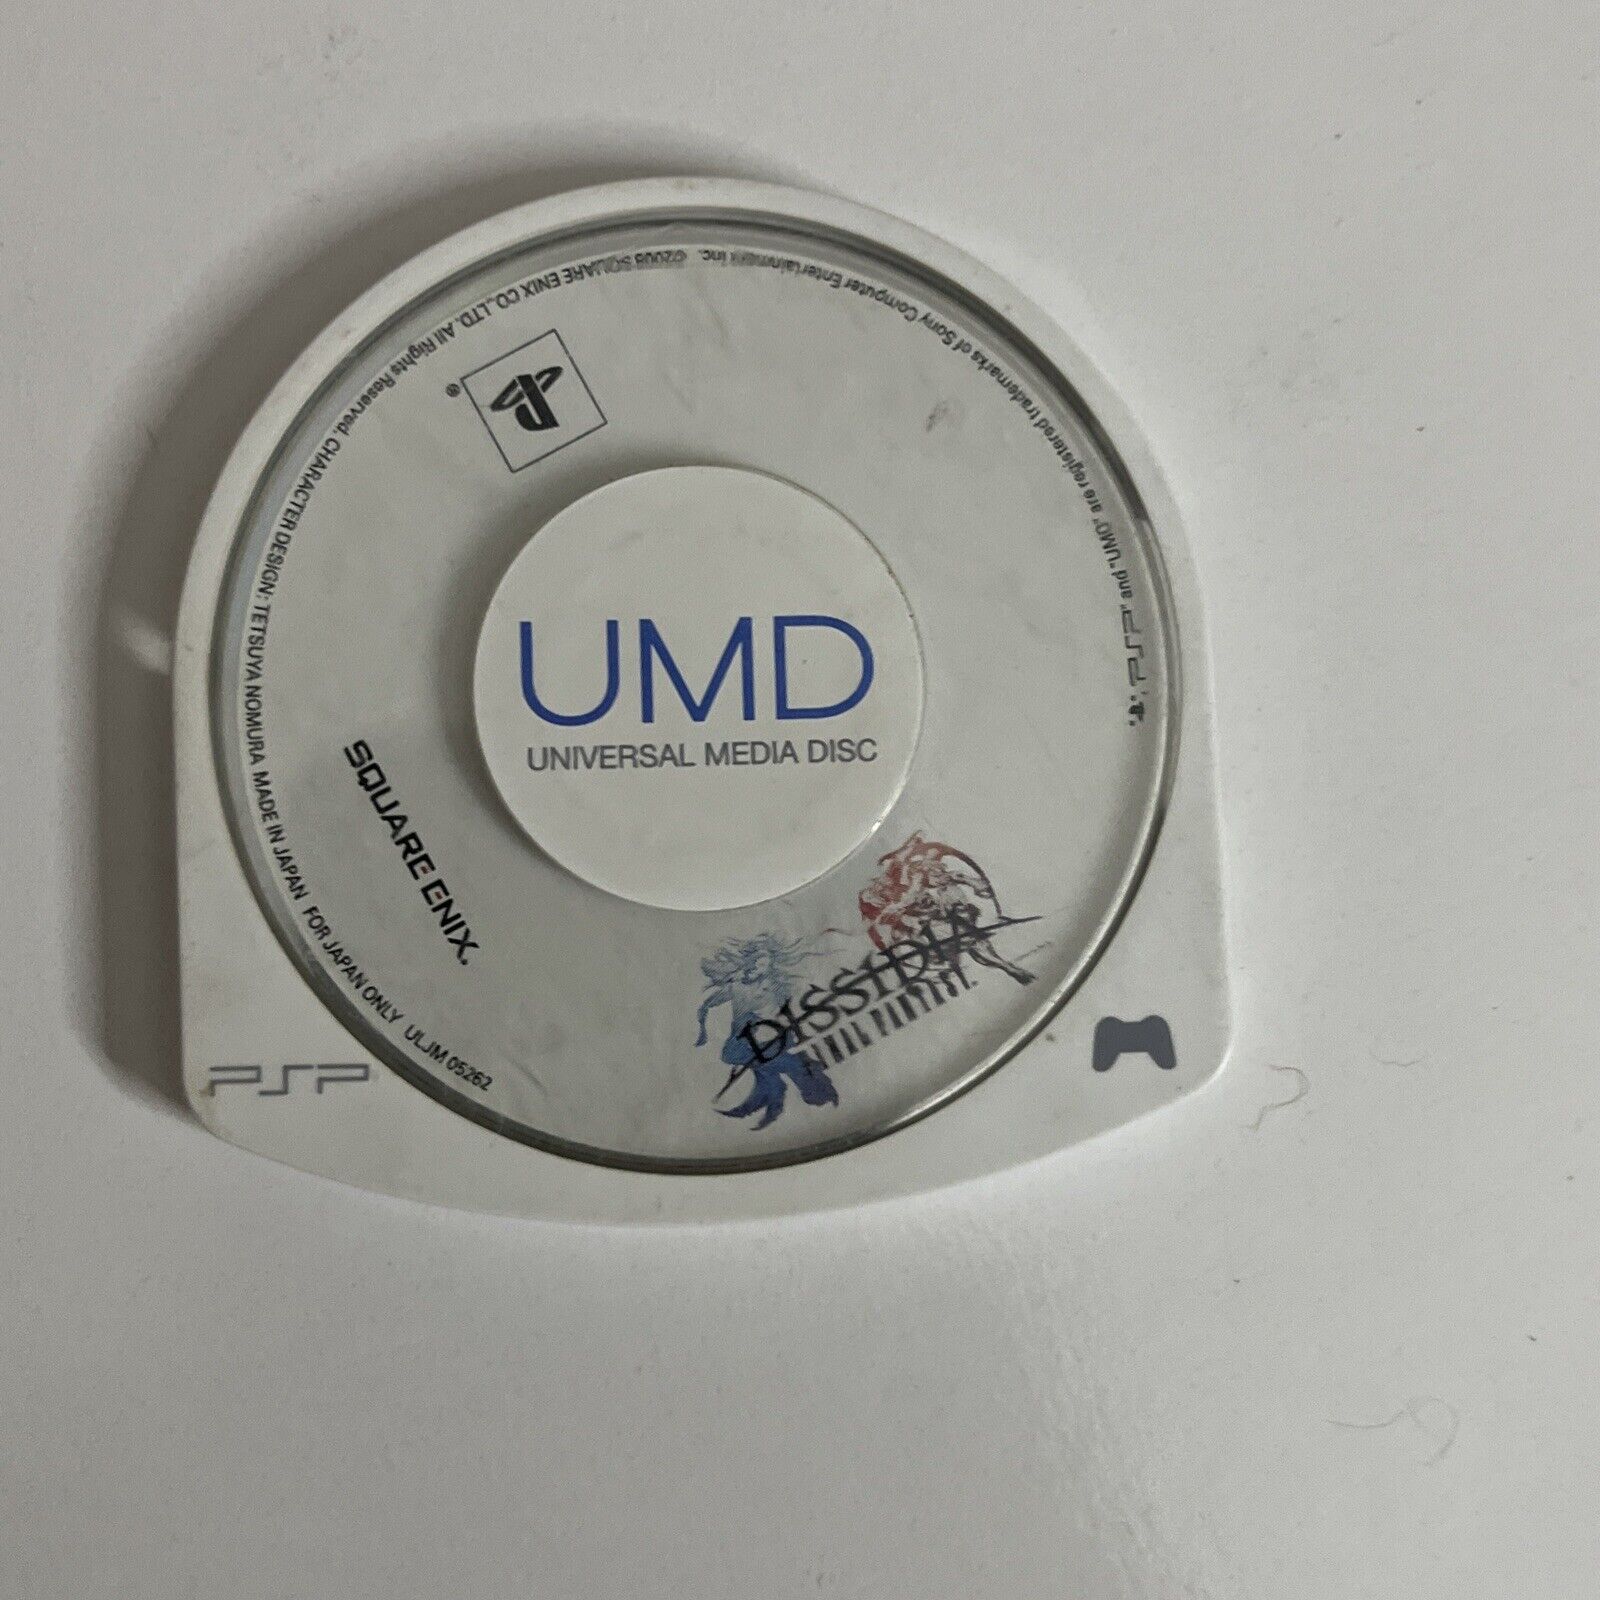 UMD
UNIVERSAL MEDIA DISC
®
SQUARE ENIX.
DISSIDIA
FINAL FANTASY.
PSP
"PSP" and "UMD" are registered trademarks of Sony Computer Entertainment Inc. ©2008 SQUARE ENIX CO., LTD. All Rights Reserved. CHARACTER DESIGN: TETSUYA NOMURA MADE IN JAPAN FOR JAPAN ONLY ULJM 05262